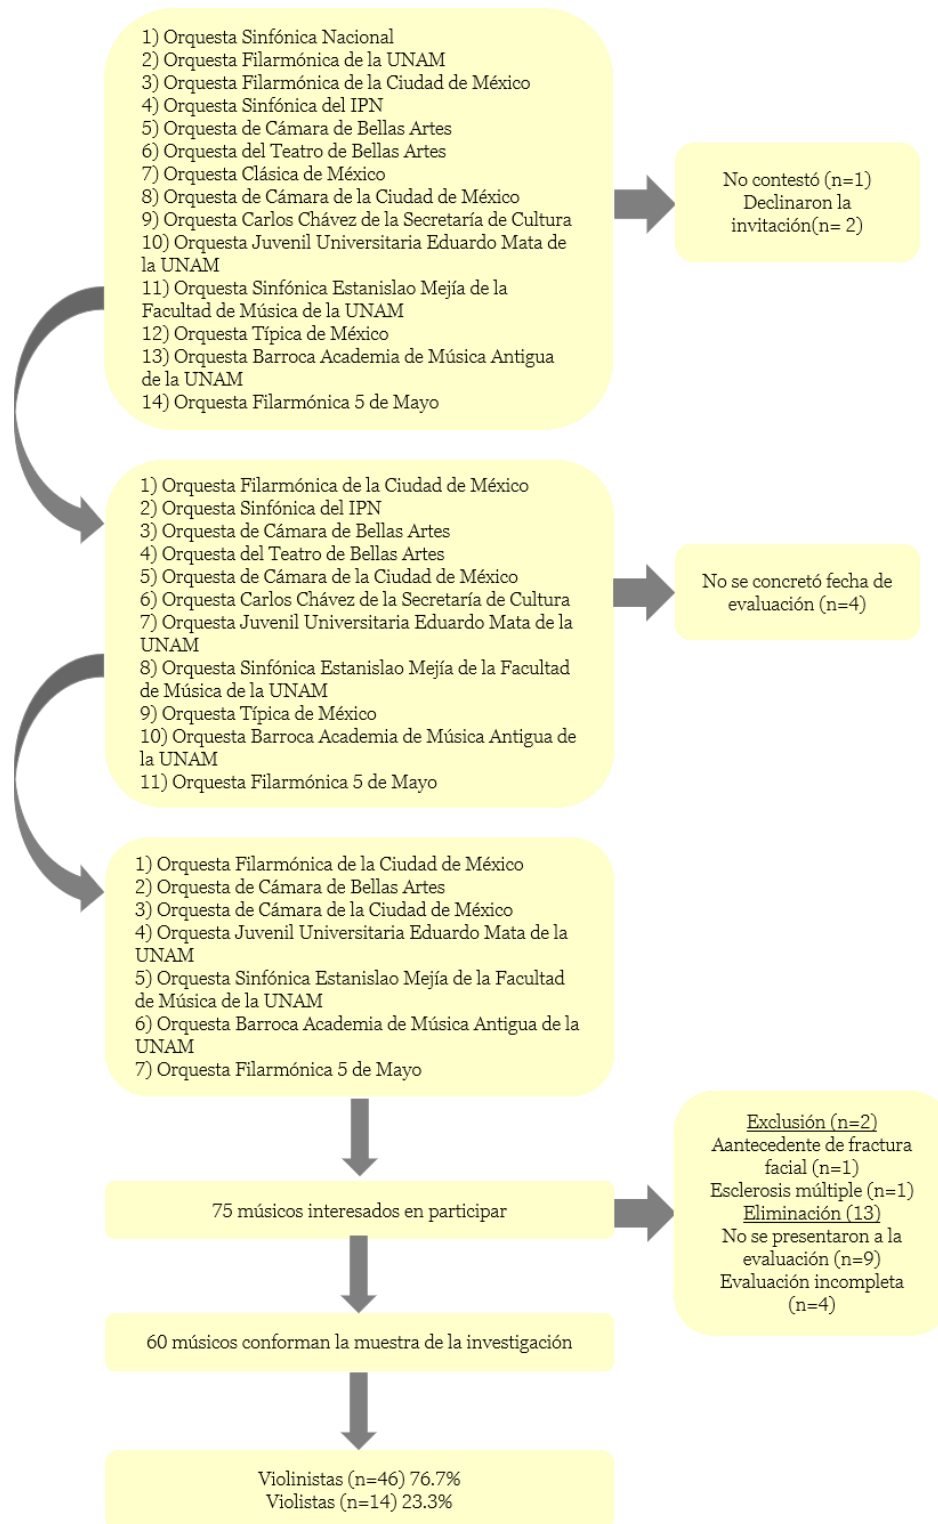 1) Orquesta Sinfónica Nacional
2) Orquesta Filarmónica de la UNAM
3) Orquesta Filarmónica de la Ciudad de México
4) Orquesta Sinfónica del IPN
5) Orquesta de Cámara de Bellas Artes
6) Orquesta del Teatro de Bellas Artes
7) Orquesta Clásica de México
8) Orquesta de Cámara de la Ciudad de México
9) Orquesta Carlos Chávez de la Secretaría de Cultura
10) Orquesta Juvenil Universitaria Eduardo Mata de
la UNAM
11) Orquesta Sinfónica Estanislao Mejía de la
Facultad de Música de la UNAM
12) Orquesta Típica de México
13) Orquesta Barroca Academia de Música Antigua
de la UNAM
14) Orquesta Filarmónica 5 de Mayo
No contestó (n=1)
Declinaron la
invitación(n= 2)
1) Orquesta Filarmónica de la Ciudad de México
2) Orquesta Sinfónica del IPN
3) Orquesta de Cámara de Bellas Artes
4) Orquesta del Teatro de Bellas Artes
5) Orquesta de Cámara de la Ciudad de México
6) Orquesta Carlos Chávez de la Secretaría de Cultura
7) Orquesta Juvenil Universitaria Eduardo Mata de la
UNAM
8) Orquesta Sinfónica Estanislao Mejía de la Facultad
de Música de la UNAM
9) Orquesta Típica de México
10) Orquesta Barroca Academia de Música Antigua de
la UNAM
11) Orquesta Filarmónica 5 de Mayo
No se concretó fecha de
evaluación (n=4)
1) Orquesta Filarmónica de la Ciudad de México
2) Orquesta de Cámara de Bellas Artes
3) Orquesta de Cámara de la Ciudad de México
4) Orquesta Juvenil Universitaria Eduardo Mata de la
UNAM
5) Orquesta Sinfónica Estanislao Mejía de la Facultad
de Música de la UNAM
6) Orquesta Barroca Academia de Música Antigua de la
UNAM
7) Orquesta Filarmónica 5 de Mayo
75 músicos interesados en participar
Exclusión (n=2)
Aantecedente de fractura
facial (n=1)
Esclerosis múltiple (n=1)
Eliminación (13)
No se presentaron a la
evaluación (n=9)
Evaluación incompleta
(n=4)
60 músicos conforman la muestra de la investigación
Violinistas (n=46) 76.7%
Violistas (n=14) 23.3%